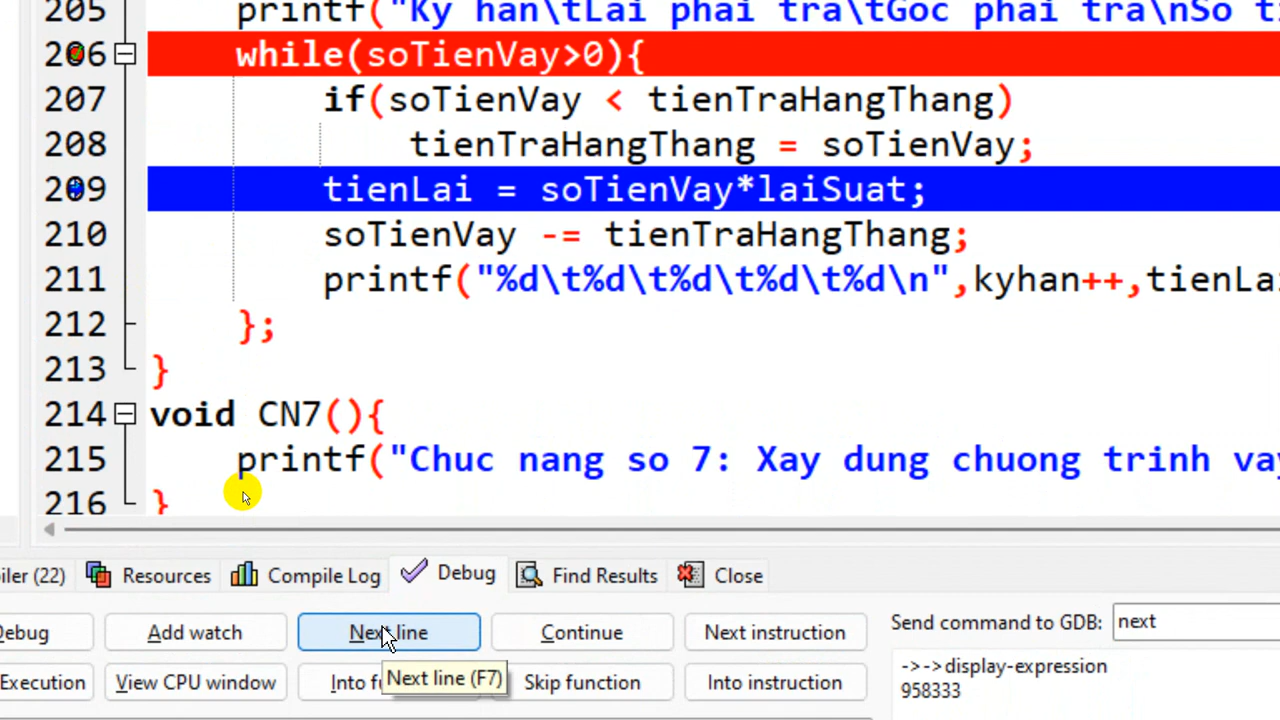 205 printf("Ky han\tLai phai tra\tGoc phai tra\nSo
206 while(soTienVay>0){
207 if(soTienVay < tienTraHangThang)
208 tienTraHangThang = soTienVay;
209 tienLai = soTienVay*laiSuat;
210 soTienVay -= tienTraHangThang;
211 printf("%d\t%d\t%d\t%d\t%d\n",kyhan++,tienLa
212 };
213 }
214 void CN7(){
215 printf("Chuc nang so 7: Xay dung chuong trinh va
216 }
iler (22) Resources Compile Log Debug Find Results Close
Debug Add watch Next line Continue Next instruction Send command to GDB: next
Execution View CPU window Into f Next line (F7) Skip function Into instruction
->->display-expression
958333